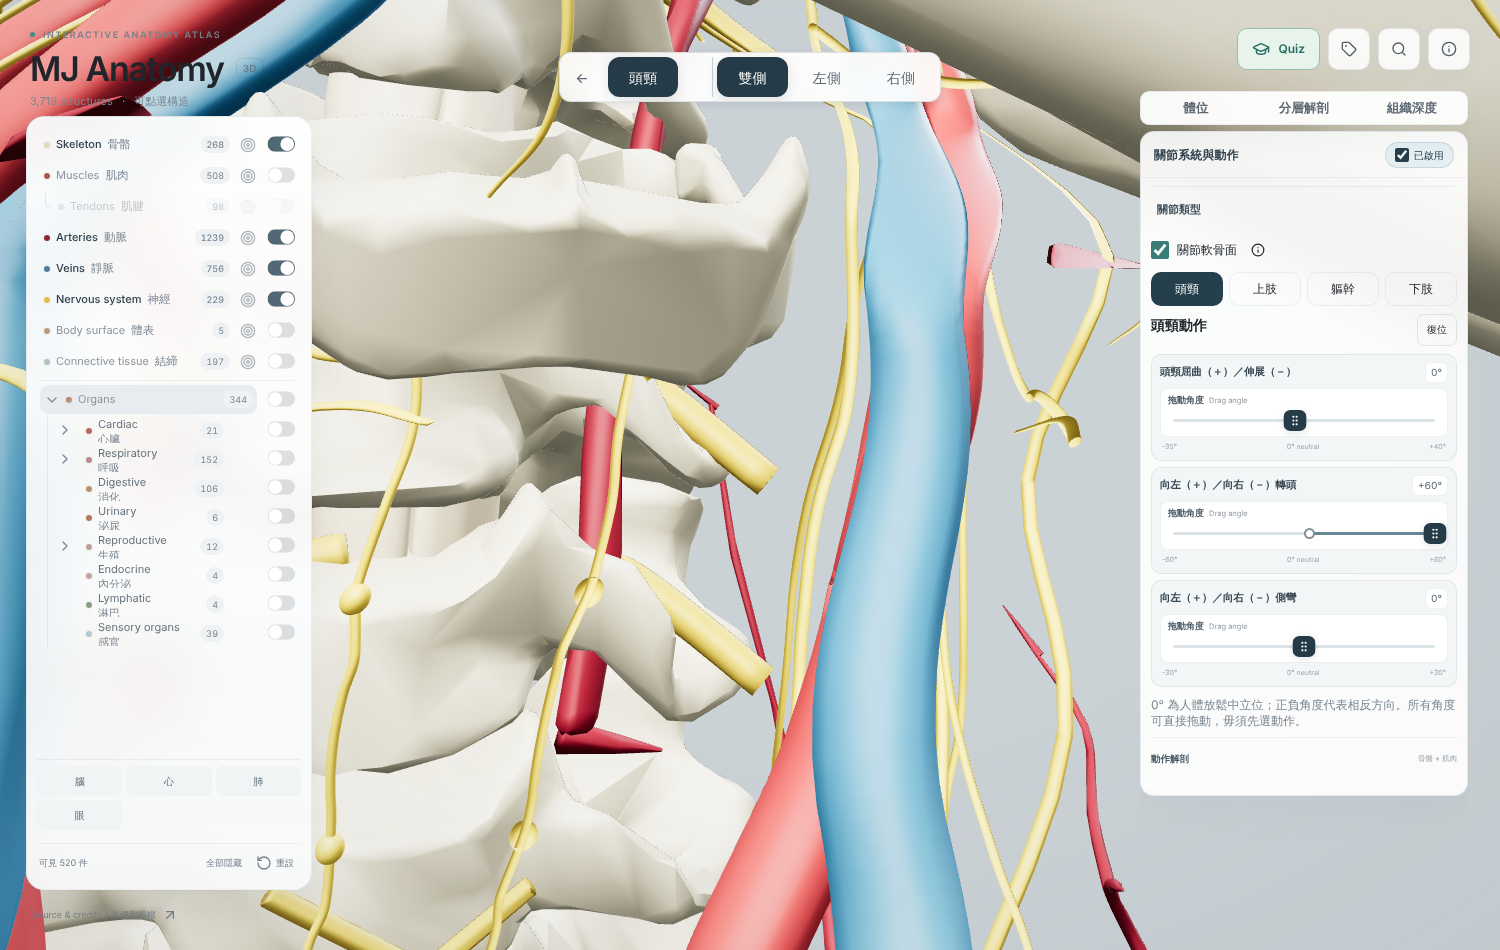 INTERACTIVE ANATOMY ATLAS
MJ Anatomy 3D
3,719 structures · 可點選構造
Skeleton 骨骼 268
Muscles 肌肉 508
Tendons 肌腱 98
Arteries 動脈 1239
Veins 靜脈 756
Nervous system 神經 229
Body surface 體表 5
Connective tissue 結締 197
Organs 344
Cardiac 21
心臟
Respiratory 152
呼吸
Digestive 106
消化
Urinary 6
泌尿
Reproductive 12
生殖
Endocrine 4
內分泌
Lymphatic 4
淋巴
Sensory organs 39
感官
腦 心 肺
眼
可見 520 件 全部隱藏 重設
source & credits
頭頸 雙側 左側 右側
Quiz
體位 分層解剖 組織深度
關節系統與動作 已啟用
關節類型
關節軟骨面
頭頸 上肢 軀幹 下肢
頭頸動作 復位
頭頸屈曲（＋）／伸展（－） 0°
拖動角度 Drag angle
-35° 0° neutral +40°
向左（＋）／向右（－）轉頭 +60°
拖動角度 Drag angle
-60° 0° neutral +60°
向左（＋）／向右（－）側彎 0°
拖動角度 Drag angle
-30° 0° neutral +30°
0° 為人體放鬆中立位；正負角度代表相反方向。所有角度
可直接拖動，毋須先選動作。
動作解剖 骨骼 + 肌肉